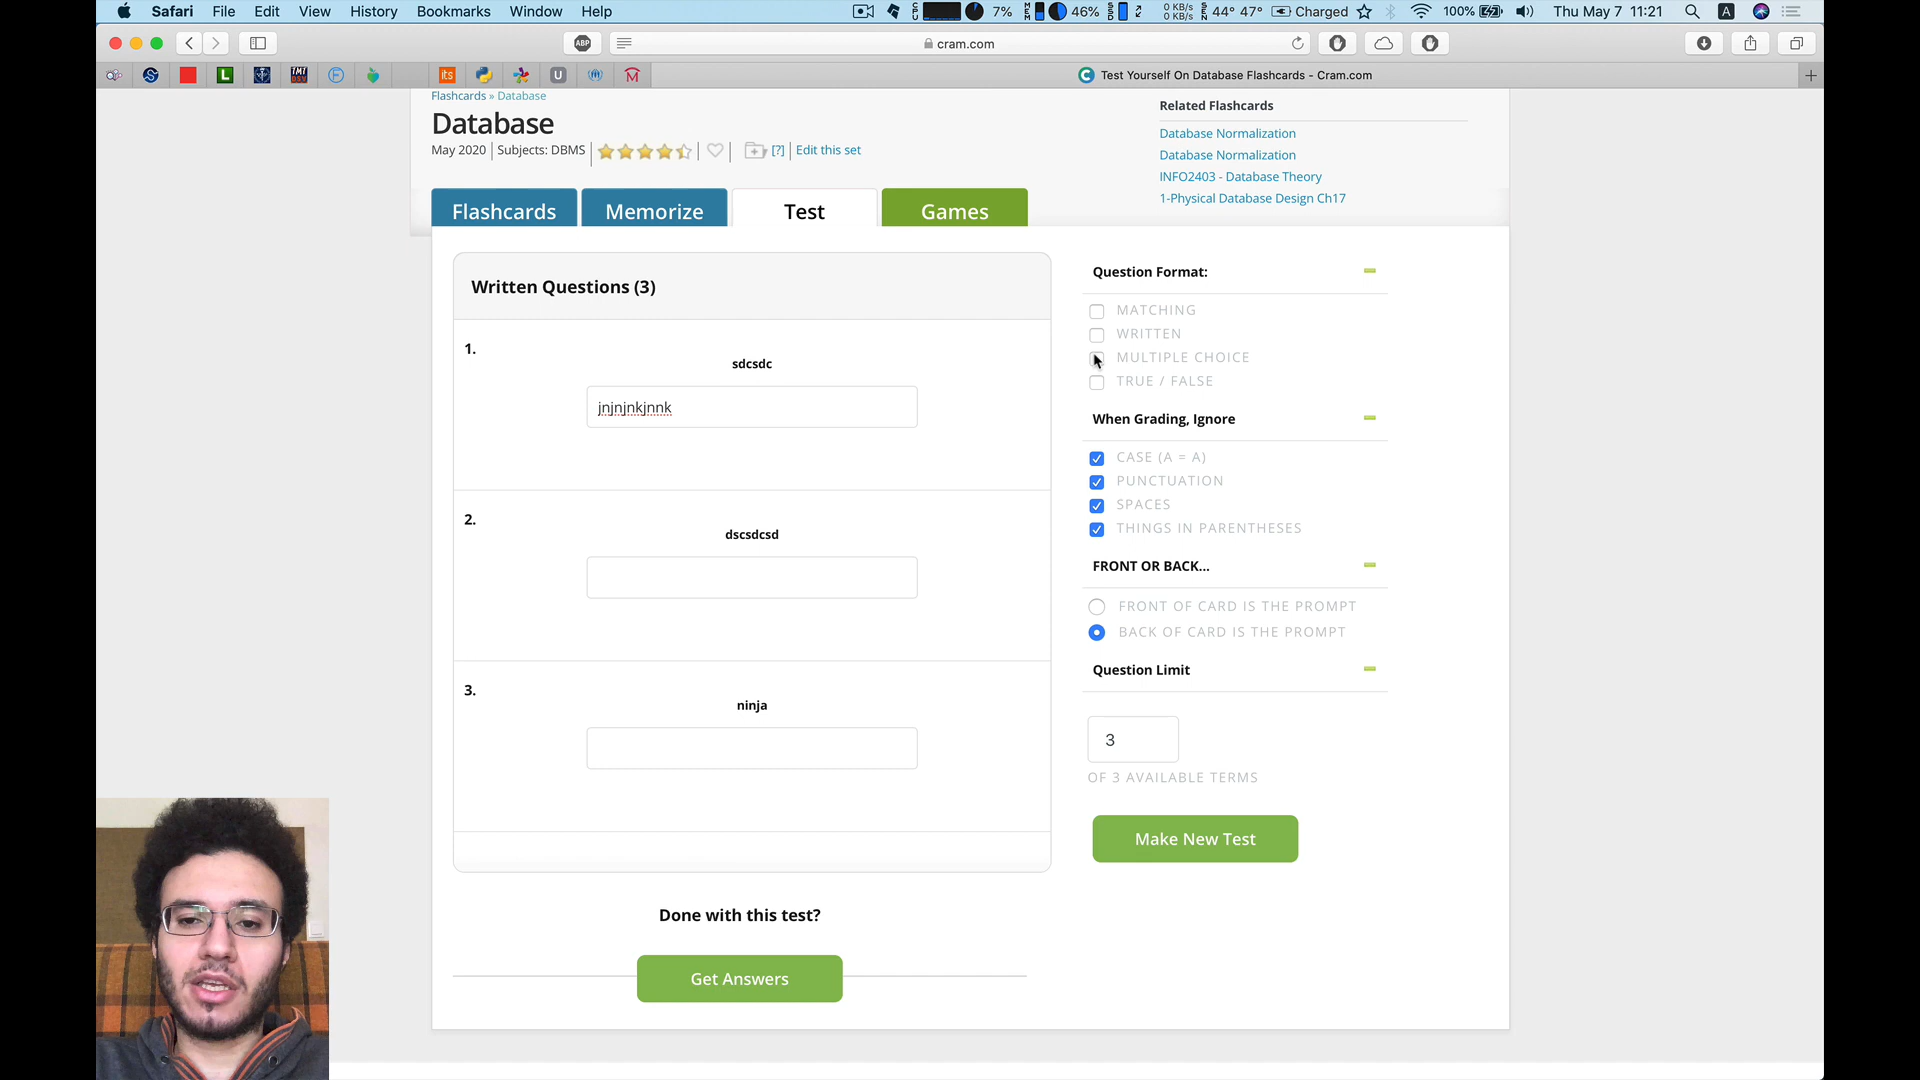 Safari File Edit View History Bookmarks Window Help 7% 46% 0 KB/s 0 KB/s 44° 47° Charged 100% Thu May 7 11:21
cram.com
Test Yourself On Database Flashcards - Cram.com
Flashcards » Database
Database
May 2020 | Subjects: DBMS [?] Edit this set
Related Flashcards
Database Normalization
Database Normalization
INFO2403 - Database Theory
1-Physical Database Design Ch17
Flashcards Memorize Test Games
Written Questions (3)
1.
sdcsdc
jnjnjnkjnnk
2.
dscsdcsd
3.
ninja
Done with this test?
Get Answers
Question Format:
MATCHING
WRITTEN
MULTIPLE CHOICE
TRUE / FALSE
When Grading, Ignore
CASE (A = A)
PUNCTUATION
SPACES
THINGS IN PARENTHESES
FRONT OR BACK...
FRONT OF CARD IS THE PROMPT
BACK OF CARD IS THE PROMPT
Question Limit
3
OF 3 AVAILABLE TERMS
Make New Test